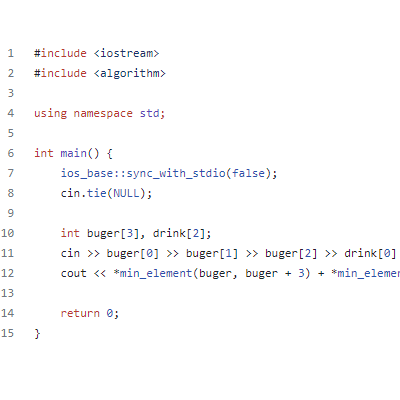 1 #include <iostream>
2 #include <algorithm>
3
4 using namespace std;
5
6 int main() {
7 ios_base::sync_with_stdio(false);
8 cin.tie(NULL);
9
10 int buger[3], drink[2];
11 cin >> buger[0] >> buger[1] >> buger[2] >> drink[0]
12 cout << *min_element(buger, buger + 3) + *min_elemen
13
14 return 0;
15 }